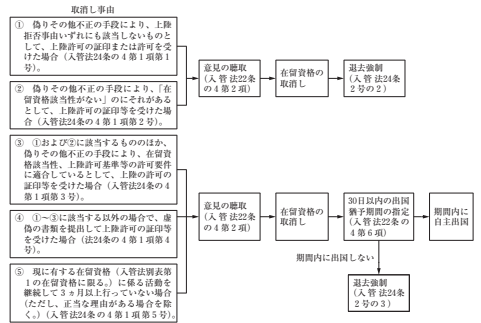 取消し事由
① 偽りその他不正の手段により、上陸
拒否事由いずれにも該当しないものと
して、上陸許可の証印または許可を受
けた場合（入管法24条の4第1項第1
号）。
② 偽りその他不正の手段により、「在
留資格該当性がない」のにそれがある
として、上陸許可の証印等を受けた場
合（入管法24条の4第1項第2号）。
意見の聴取
（入管法22条
の4第2項）
在留資格の
取消し
退去強制
（入管法24条
2号の2）
③ ①および②に該当するもののほか、
偽りその他不正の手段により、在留資
格該当性、上陸許可基準等の許可要件
に適合しているとして、上陸許可の
証印等を受けた場合（入管法24条の4
第1項第3号）。
④ ①～③に該当する以外の場合で、虚
偽の書類を提出して上陸許可の証印等
を受けた場合（法24条の4第1項第4
号）。
⑤ 現に有する在留資格（入管法別表第
1の在留資格に限る。）に係る活動を
継続して3ヵ月以上行っていない場合
（ただし、正当な理由がある場合を除
く。）（入管法24条の4第1項第5号）。
意見の聴取
（入管法22条
の4第2項）
在留資格の
取消し
30日以内の出国
猶予期間の指定
（入管法22条の
4第6項）
期間内に
自主出国
期間内に出国しない
退去強制
（入管法24条
2号の3）